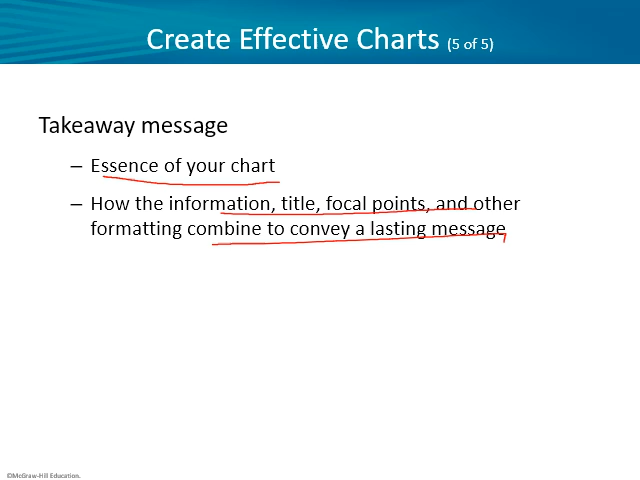 Create Effective Charts (5 of 5)
Takeaway message
– Essence of your chart
– How the information, title, focal points, and other
formatting combine to convey a lasting message
©McGraw-Hill Education.